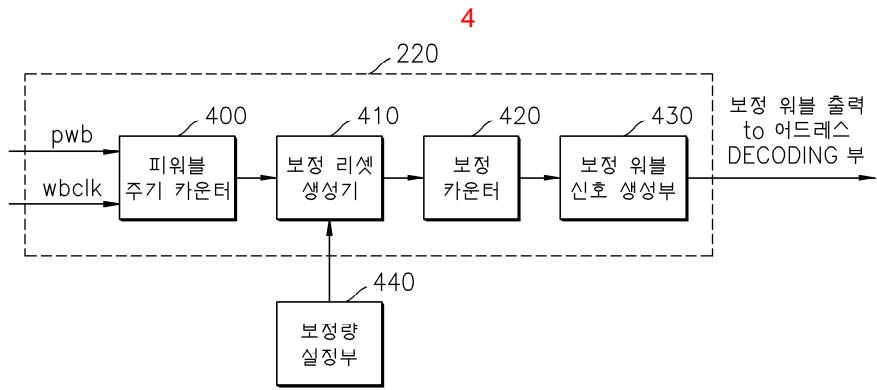 4
220
보정 워블 출력
to 어드레스
DECODING 부
pwb
wbclk
400
피워블
주기 카운터
410
보정 리셋
생성기
420
보정
카운터
430
보정 워블
신호 생성부
440
보정량
실정부